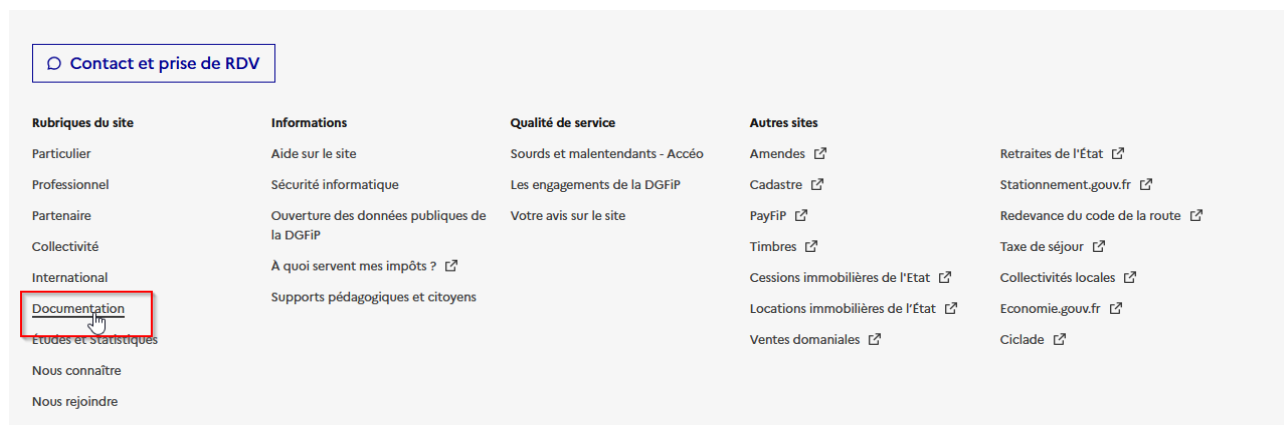 Contact et prise de RDV
Rubriques du site
Particulier
Professionnel
Partenaire
Collectivité
International
Documentation
Études et Statistiques
Nous connaître
Nous rejoindre
Informations
Aide sur le site
Sécurité informatique
Ouverture des données publiques de
la DGFiP
À quoi servent mes impôts ?
Supports pédagogiques et citoyens
Qualité de service
Sourds et malentendants - Accéo
Les engagements de la DGFiP
Votre avis sur le site
Autres sites
Amendes
Cadastre
PayFiP
Timbres
Cessions immobilières de l'Etat
Locations immobilières de l'État
Ventes domaniales
Retraites de l'État
Stationnement.gouv.fr
Redevance du code de la route
Taxe de séjour
Collectivités locales
Economie.gouv.fr
Ciclade